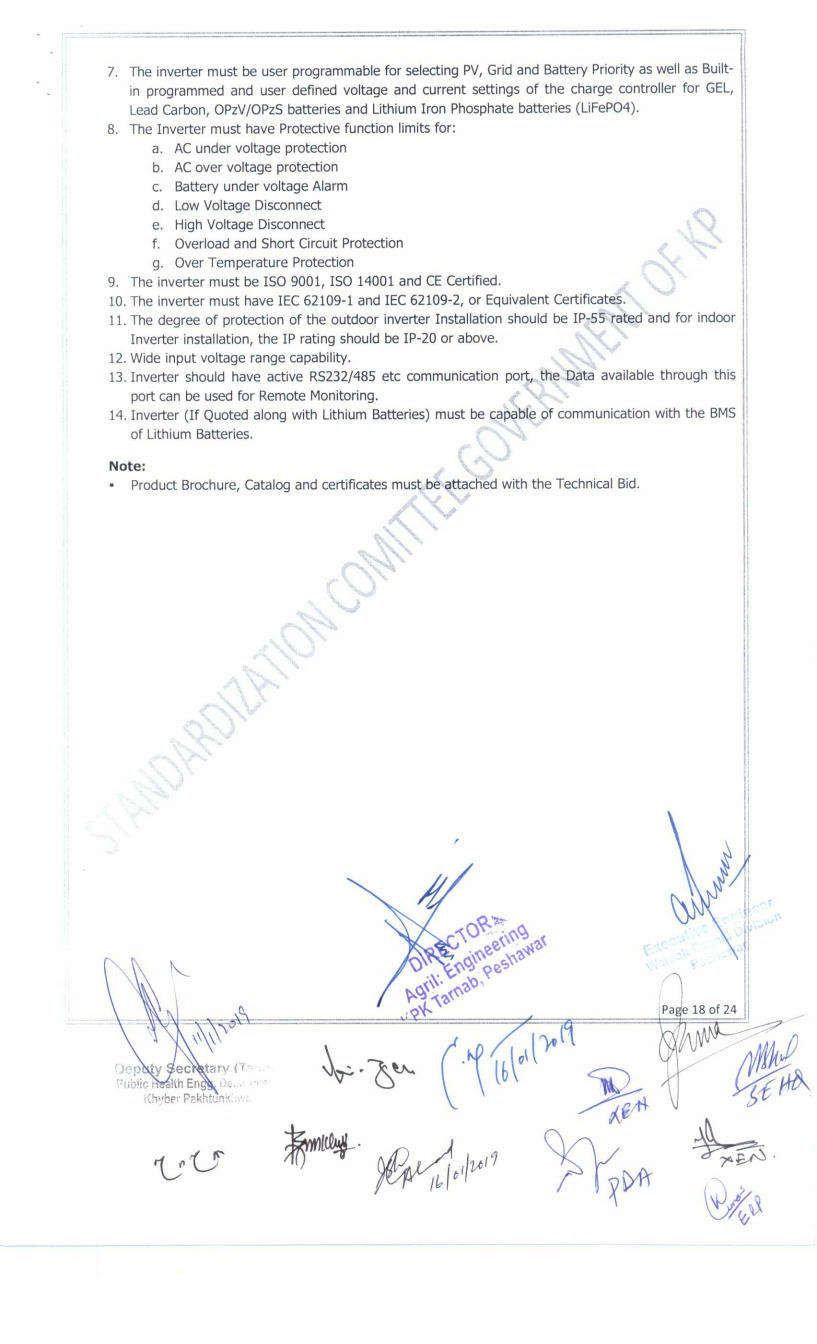 7. The inverter must be user programmable for selecting PV, Grid and Battery Priority as well as Built-
in programmed and user defined voltage and current settings of the charge controller for GEL,
Lead Carbon, OPzV/OPzS batteries and Lithium Iron Phosphate batteries (LiFePO4).
8. The Inverter must have Protective function limits for:
a. AC under voltage protection
b. AC over voltage protection
c. Battery under voltage Alarm
d. Low Voltage Disconnect
e. High Voltage Disconnect
f. Overload and Short Circuit Protection
g. Over Temperature Protection
9. The inverter must be ISO 9001, ISO 14001 and CE Certified.
10. The inverter must have IEC 62109-1 and IEC 62109-2, or Equivalent Certificates.
11. The degree of protection of the outdoor inverter Installation should be IP-55 rated and for indoor
Inverter installation, the IP rating should be IP-20 or above.
12. Wide input voltage range capability.
13. Inverter should have active RS232/485 etc communication port, the Data available through this
port can be used for Remote Monitoring.
14. Inverter (If Quoted along with Lithium Batteries) must be capable of communication with the BMS
of Lithium Batteries.
Note:
▪ Product Brochure, Catalog and certificates must be attached with the Technical Bid.
STANDARDIZATION COMITTEE GOVERNMENT OF KP
DIRECTOR
Agril: Engineering
KPK Tarnab, Peshawar
Executive Engineer
Division
Page 18 of 24
11/1/2019
Deputy Secretary
Public Health Engg.
Khyber Pakhtunkhwa
16/01/2019
XEN
SE HQ
16/01/2019
PDA
XEN.